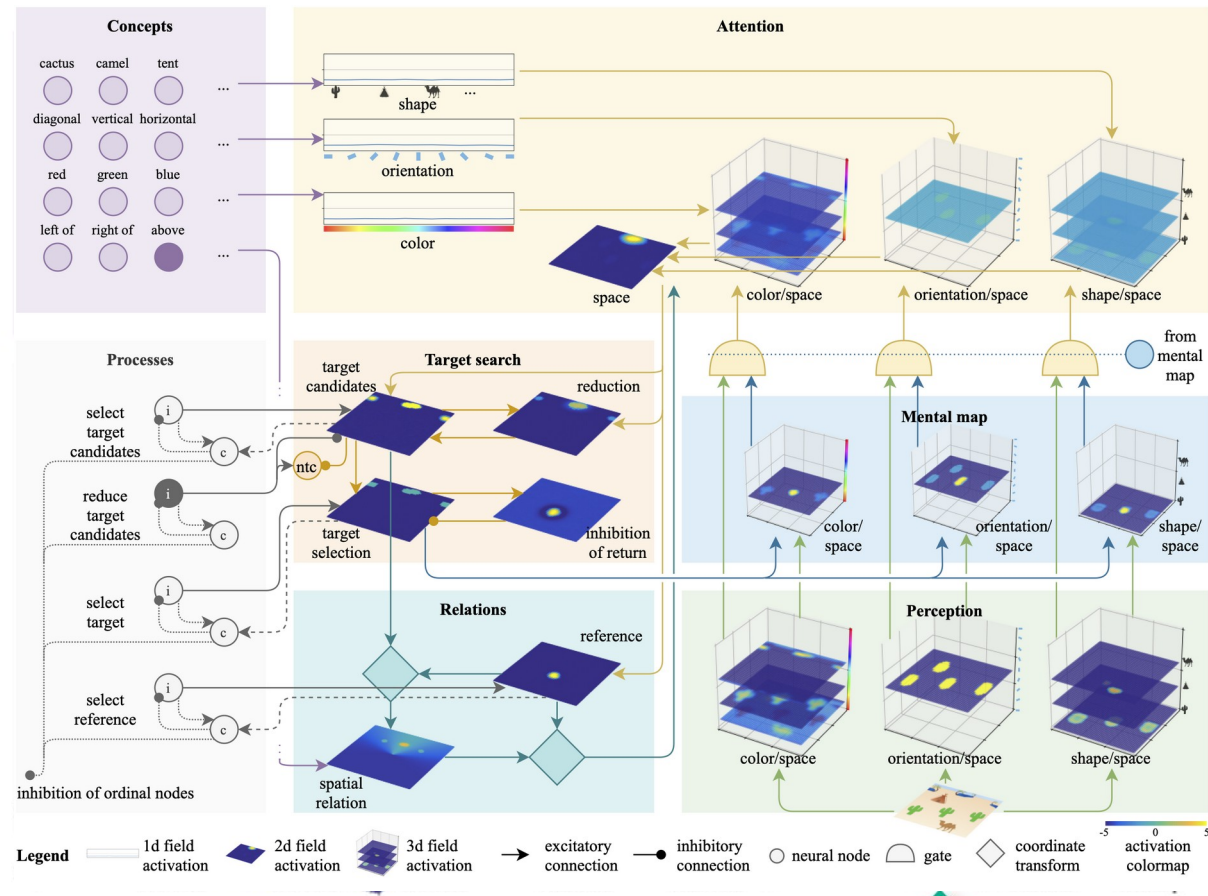 Concepts
cactus camel tent
...
diagonal vertical horizontal
...
red green blue
...
left of right of above
...
Attention
...
shape
orientation
color
space
color/space
orientation/space
shape/space
Processes
select
target
candidates
i
c
reduce
target
candidates
i
c
select
target
i
c
select
reference
i
c
inhibition of ordinal nodes
Target search
target
candidates
reduction
ntc
target
selection
inhibition
of return
from
mental
map
Mental map
color/
space
orientation/
space
shape/
space
Relations
reference
spatial
relation
Perception
color/space
orientation/space
shape/space
Legend
1d field
activation
2d field
activation
3d field
activation
excitatory
connection
inhibitory
connection
neural node
gate
coordinate
transform
-5 0 5
activation
colormap